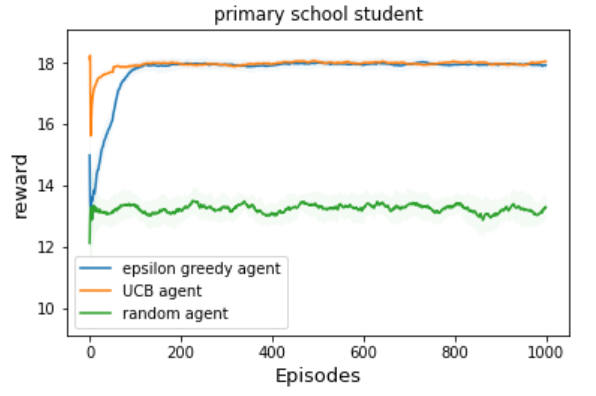 primary school student
18
16
14
12
10
reward
epsilon greedy agent
UCB agent
random agent
0 200 400 600 800 1000
Episodes